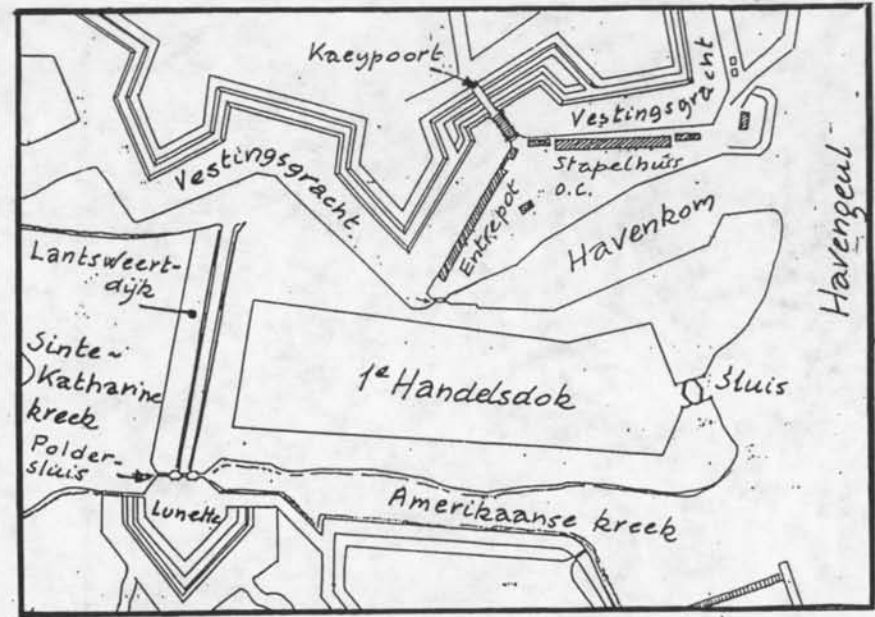 Kaeypoort
Vestingsgracht
Vestingsgracht
Stapelhuis
O.C.
Entrepot
Havenkom
Havengeul
Lantsweert-
dijk
Sinte-
Katharine
kreek
Polder-
sluis
1e Handelsdok
Sluis
Lunette
Amerikaanse kreek